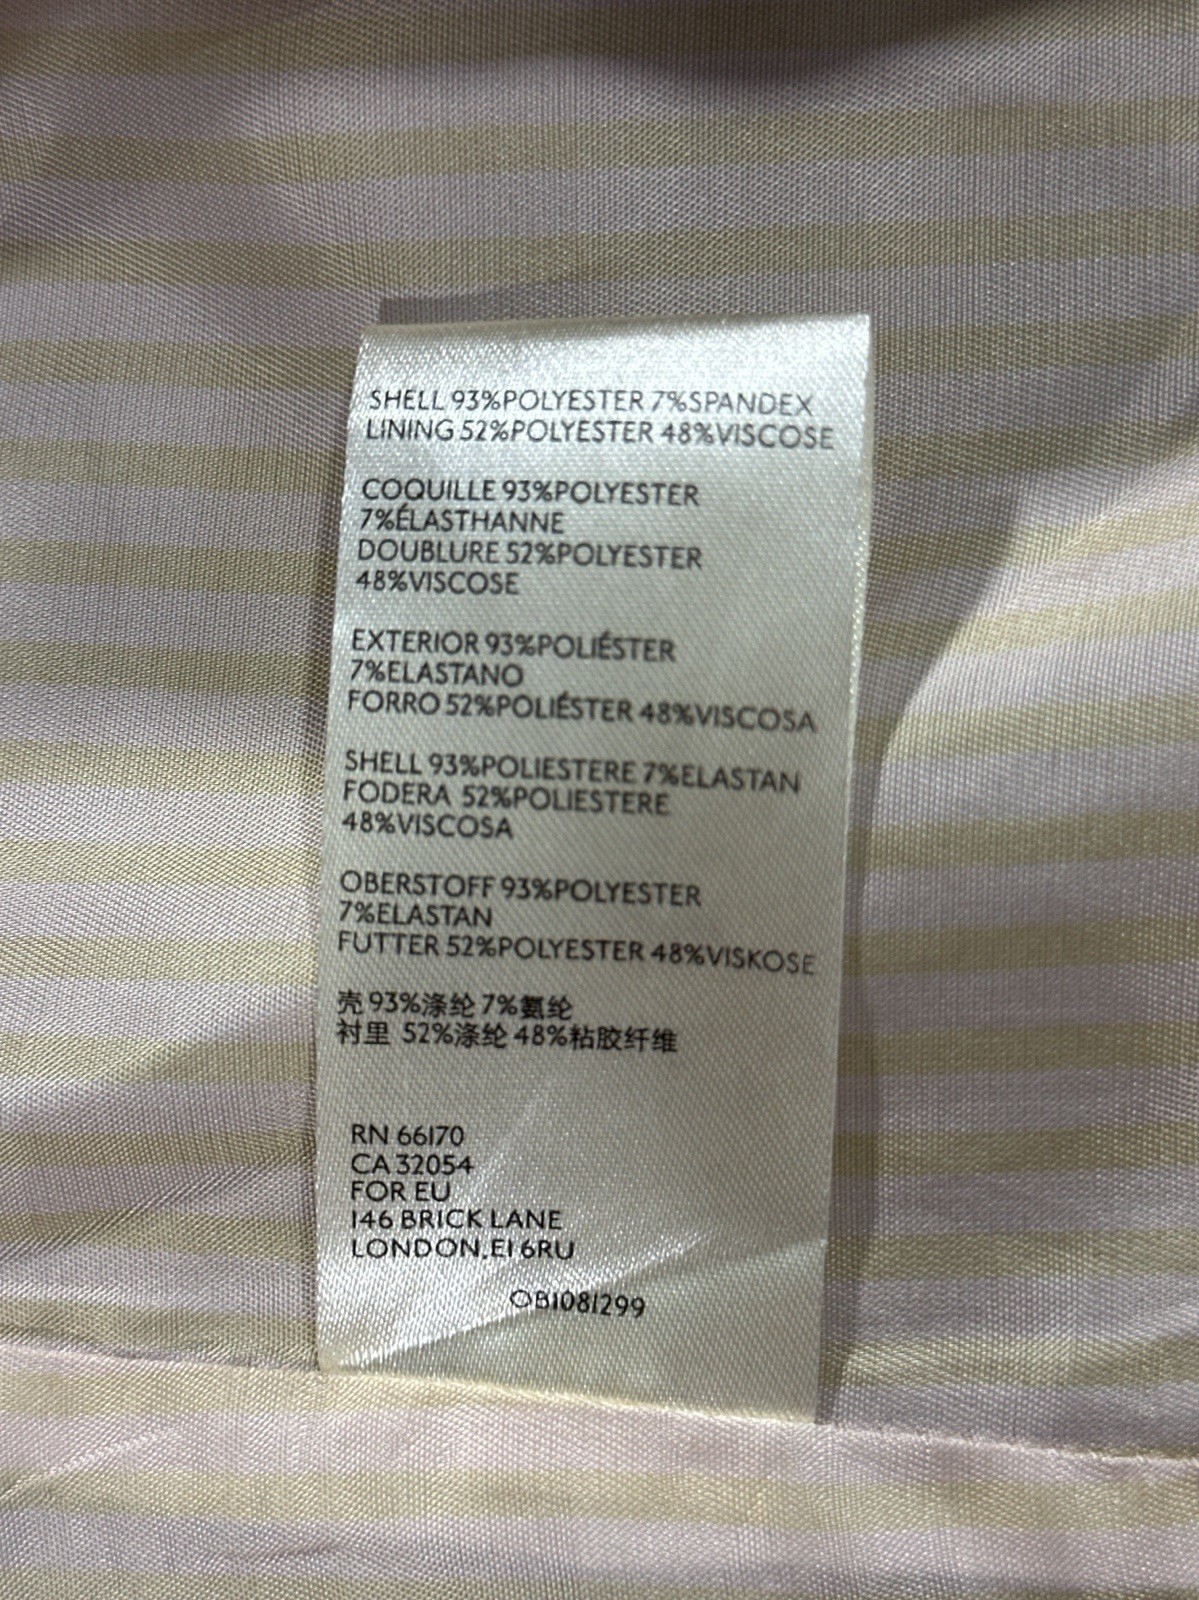 SHELL 93%POLYESTER 7%SPANDEX
LINING 52%POLYESTER 48%VISCOSE
COQUILLE 93%POLYESTER
7%ÉLASTHANNE
DOUBLURE 52%POLYESTER
48%VISCOSE
EXTERIOR 93%POLIÉSTER
7%ELASTANO
FORRO 52%POLIÉSTER 48%VISCOSA
SHELL 93%POLIESTERE 7%ELASTAN
FODERA 52%POLIESTERE
48%VISCOSA
OBERSTOFF 93%POLYESTER
7%ELASTAN
FUTTER 52%POLYESTER 48%VISKOSE
壳 93%涤纶 7%氨纶
衬里 52%涤纶 48%粘胶纤维
RN 66170
CA 32054
FOR EU
146 BRICK LANE
LONDON.E1 6RU
OB1081299